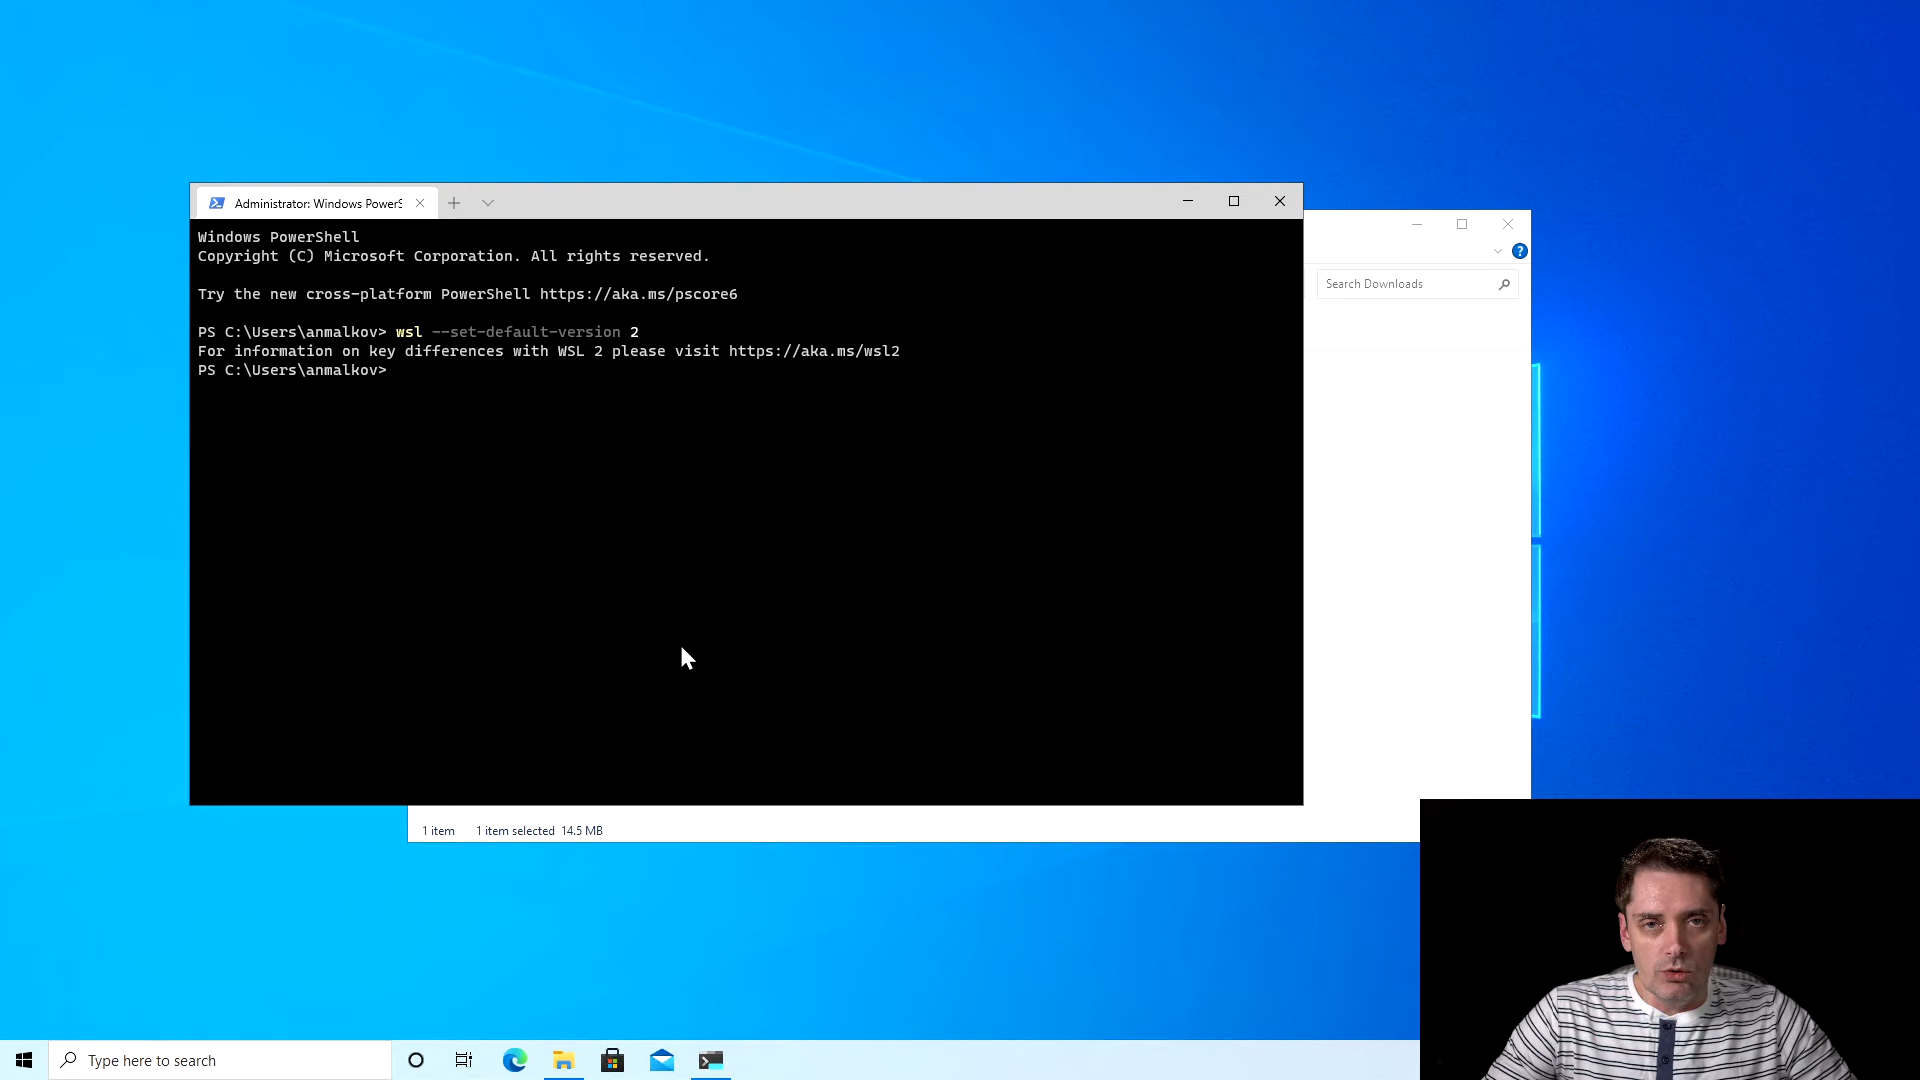 Administrator: Windows PowerS
Windows PowerShell
Copyright (C) Microsoft Corporation. All rights reserved.
Try the new cross-platform PowerShell https://aka.ms/pscore6
PS C:\Users\anmalkov> wsl --set-default-version 2
For information on key differences with WSL 2 please visit https://aka.ms/wsl2
PS C:\Users\anmalkov>
Search Downloads
1 item 1 item selected 14.5 MB
Type here to search